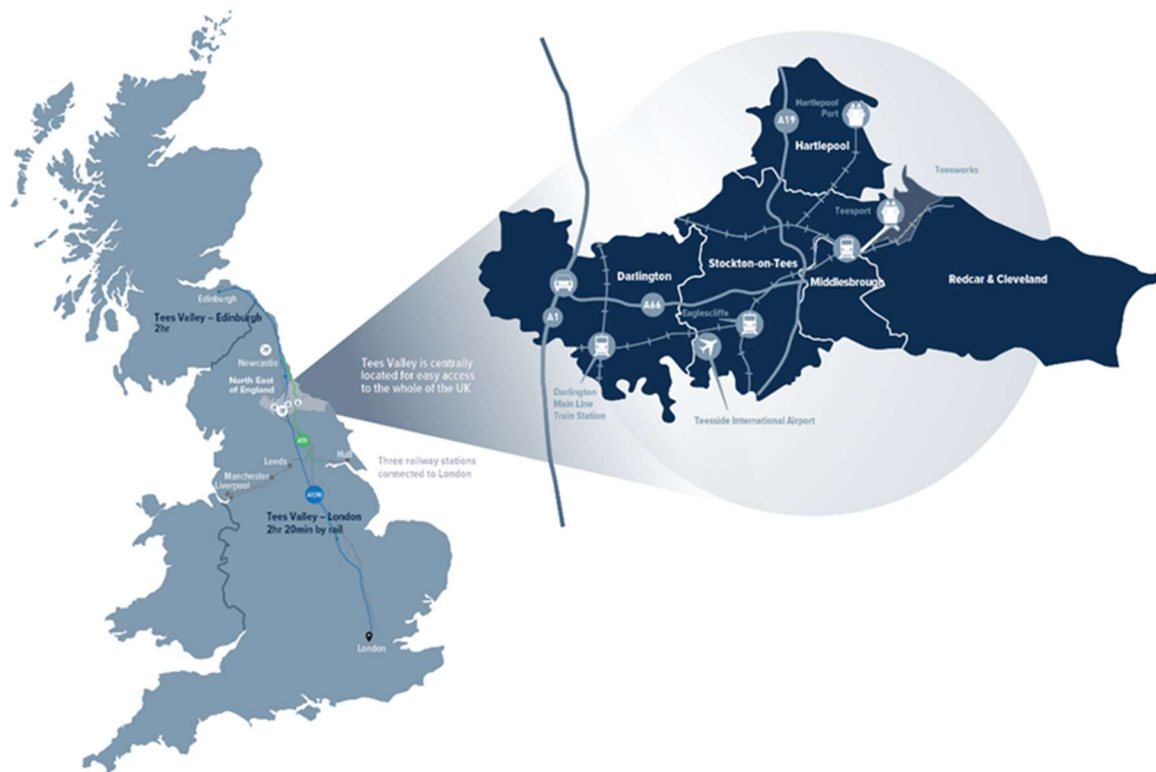 Edinburgh
Tees Valley – Edinburgh
2hr
Newcastle
North East
of England
Tees Valley is centrally
located for easy access
to the whole of the UK
A19
Leeds
Hull
Manchester
Liverpool
Three railway stations
connected to London
Tees Valley – London
2hr 20min by rail
London
Hartlepool
Port
A19
Hartlepool
Teesworks
Teesport
Stockton-on-Tees
Darlington
Middlesbrough
Redcar & Cleveland
A66
A1
Eaglescliffe
Darlington
Main Line
Train Station
Teesside International Airport